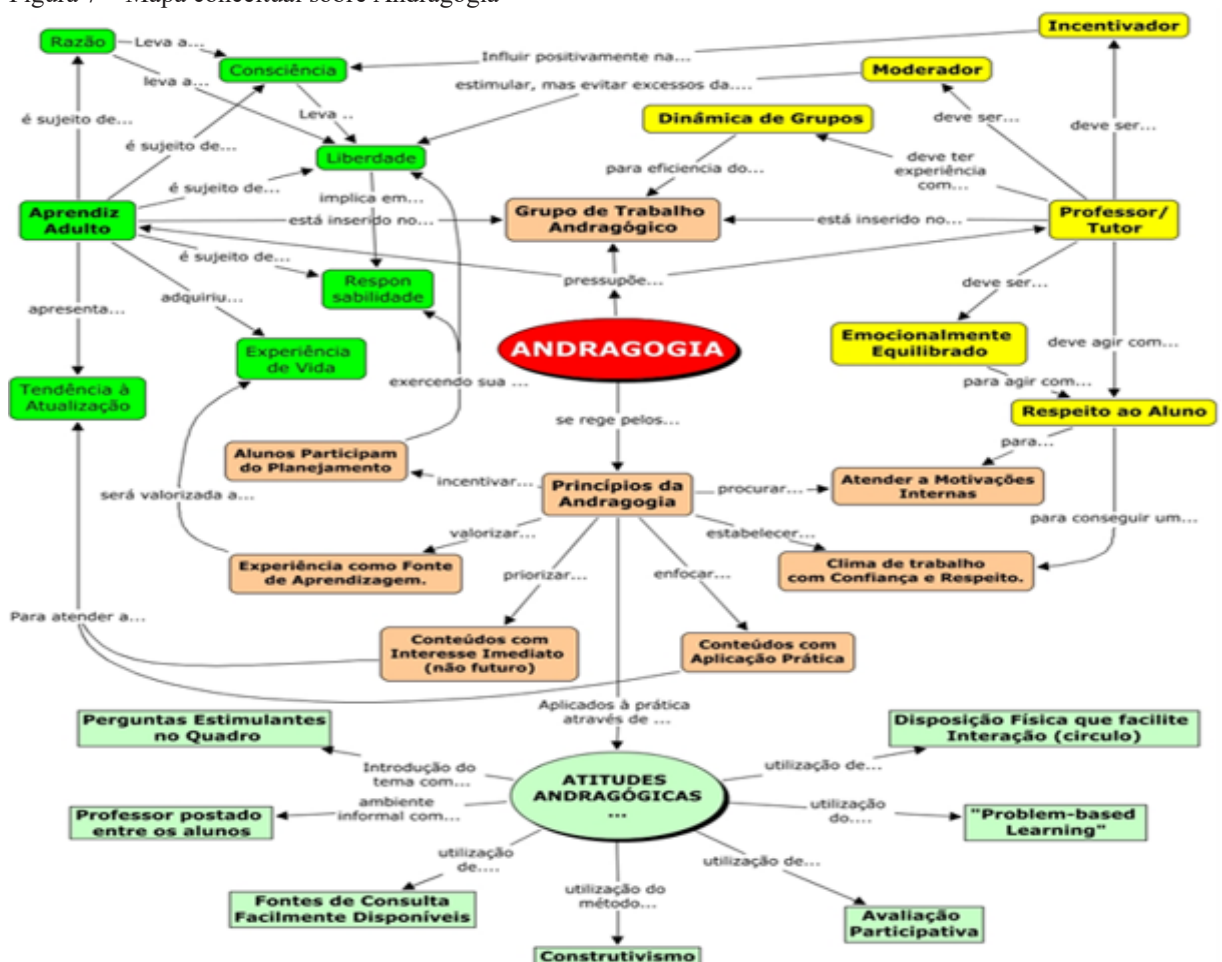 Figura 7 – Mapa conceitual sobre Andragogia
Razão
Leva a...
Consciência
leva a...
Leva ..
Influir positivamente na...
Incentivador
estimular, mas evitar excessos da....
Moderador
Dinâmica de Grupos
deve ser...
deve ser...
é sujeito de...
é sujeito de...
Liberdade
para eficiencia do...
deve ter
experiência
com...
é sujeito de...
implica em...
Aprendiz
Adulto
está inserido no...
Grupo de Trabalho
Andragógico
está inserido no...
Professor/
Tutor
é sujeito de...
Respon
sabilidade
pressupõe...
deve ser...
apresenta...
adquiriu...
ANDRAGOGIA
Emocionalmente
Equilibrado
deve agir com...
Experiência
de Vida
exercendo sua ...
para agir com...
Tendência à
Atualização
se rege pelos...
Respeito ao Aluno
para...
Alunos Participam
do Planejamento
incentivar...
Princípios da
Andragogia
procurar...
Atender a Motivações
Internas
será valorizada a...
valorizar...
estabelecer...
para conseguir um...
Experiência como Fonte
de Aprendizagem.
priorizar...
enfocar...
Clima de trabalho
com Confiança e Respeito.
Para atender a...
Conteúdos com
Interesse Imediato
(não futuro)
Conteúdos com
Aplicação Prática
Aplicados à prática
através de ...
Perguntas Estimulantes
no Quadro
Disposição Física que facilite
Interação (circulo)
Introdução do
tema com...
ATITUDES
ANDRAGÓGICAS
...
utilização de...
Professor postado
entre os alunos
ambiente
informal com...
utilização
do....
"Problem-based
Learning"
utilização
de....
utilização de...
Fontes de Consulta
Facilmente Disponíveis
utilização do
método...
Avaliação
Participativa
Construtivismo